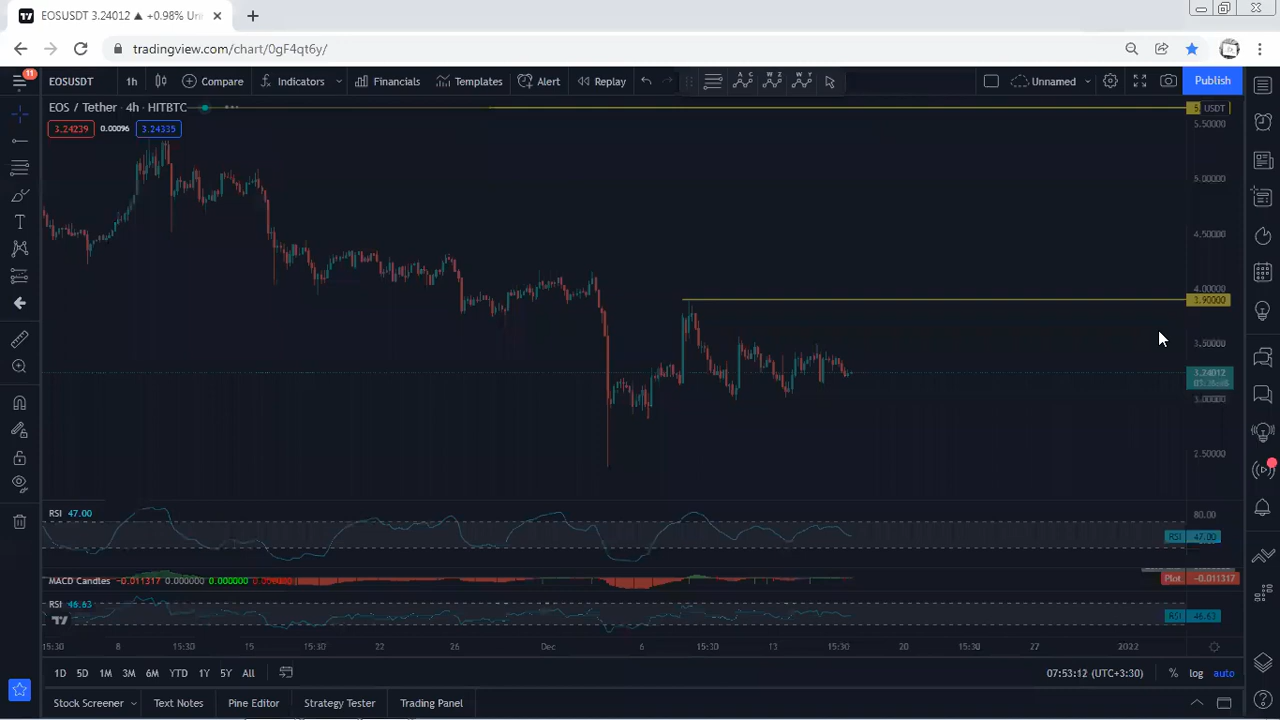 EOSUSDT 3.24012 ▲ +0.98%
tradingview.com/chart/0gF4qt6y/
11
EOSUSDT 1h Compare Indicators Financials Templates Alert Replay Unnamed Publish
EOS / Tether · 4h · HITBTC
3.24239 0.00096 3.24335
USDT
5.50000
5.00000
4.50000
4.00000
3.90000
3.50000
3.24012
3.00000
2.50000
RSI 47.00
80.00
RSI 47.00
MACD Candles −0.011317 0.000000 0.000000
Plot −0.011317
RSI 46.63
RSI 46.63
15:30 8 15:30 15 15:30 22 26 Dec 6 15:30 13 15:30 20 15:30 27 2022
1D 5D 1M 3M 6M YTD 1Y 5Y All 07:53:12 (UTC+3:30) % log auto
Stock Screener Text Notes Pine Editor Strategy Tester Trading Panel